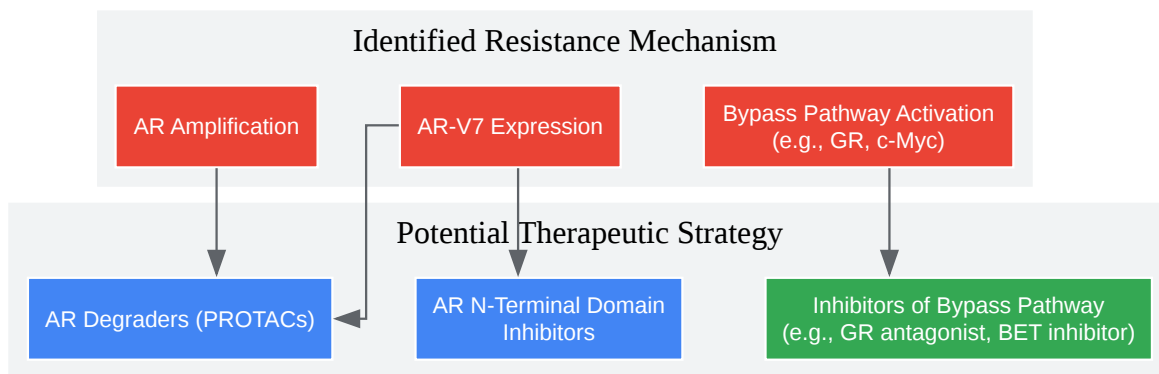 Identified Resistance Mechanism
AR Amplification
AR-V7 Expression
Bypass Pathway Activation
(e.g., GR, c-Myc)
Potential Therapeutic Strategy
AR Degraders (PROTACs)
AR N-Terminal Domain
Inhibitors
Inhibitors of Bypass Pathway
(e.g., GR antagonist, BET inhibitor)